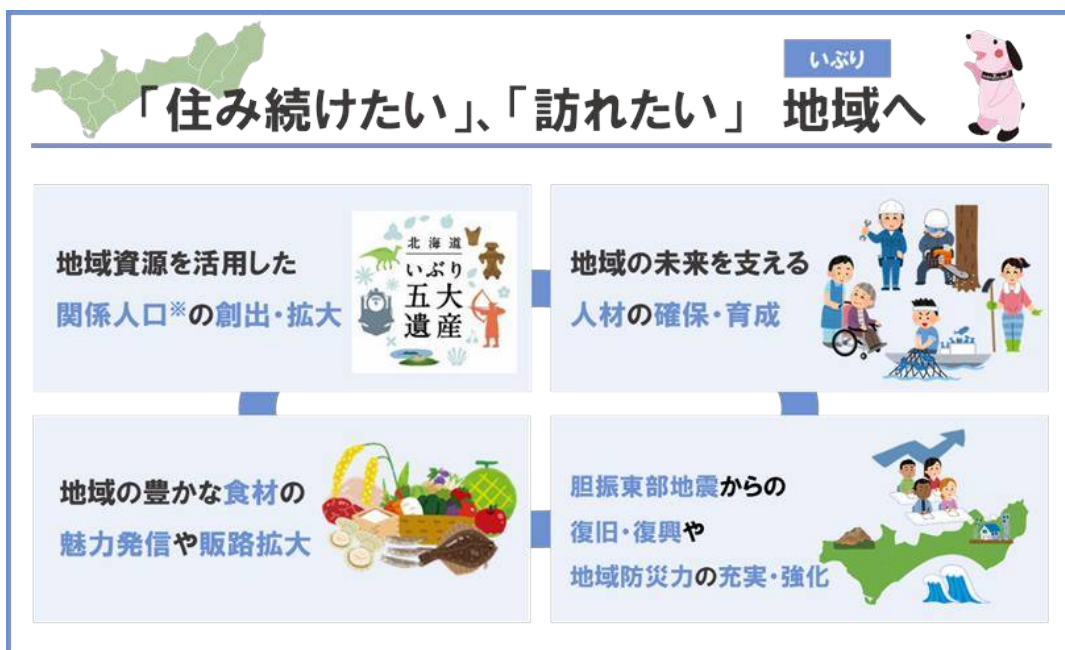 いぶり
「住み続けたい」、「訪れたい」 地域へ
地域資源を活用した
関係人口※の創出・拡大
北海道
いぶり
五大
遺産
地域の未来を支える
人材の確保・育成
地域の豊かな食材の
魅力発信や販路拡大
胆振東部地震からの
復旧・復興や
地域防災力の充実・強化